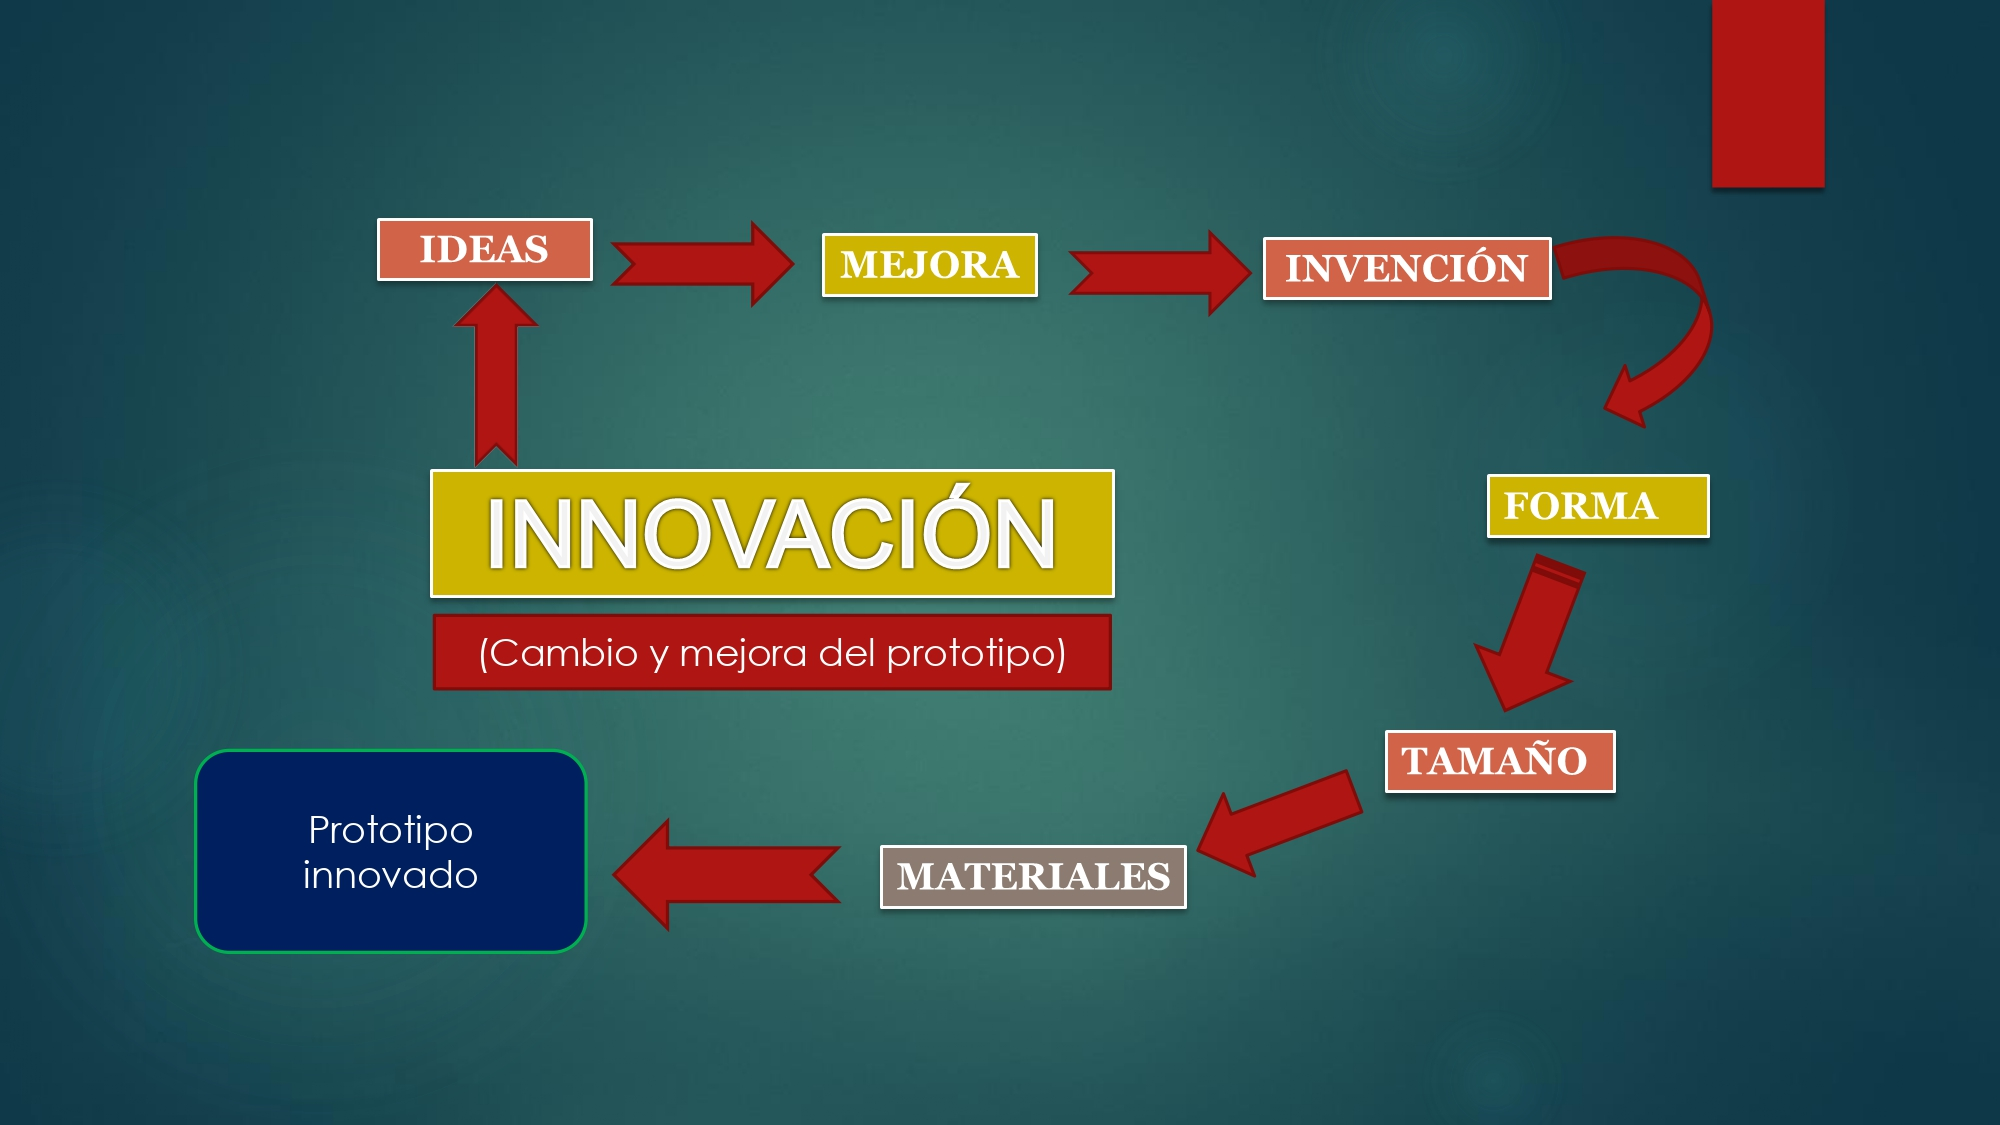 IDEAS
MEJORA
INVENCIÓN
INNOVACIÓN
(Cambio y mejora del prototipo)
FORMA
TAMAÑO
MATERIALES
Prototipo
innovado